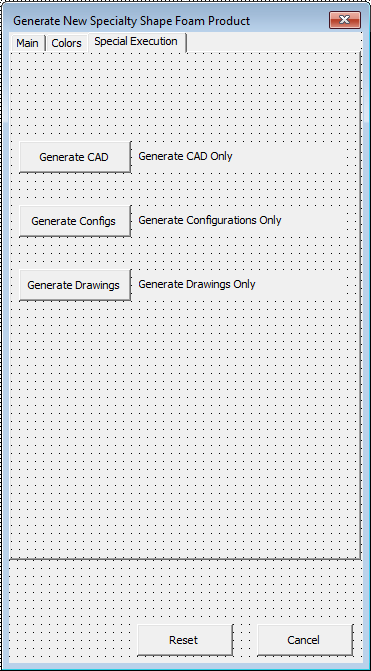 Generate New Specialty Shape Foam Product
Main Colors Special Execution
Generate CAD Generate CAD Only
Generate Configs Generate Configurations Only
Generate Drawings Generate Drawings Only
Reset Cancel